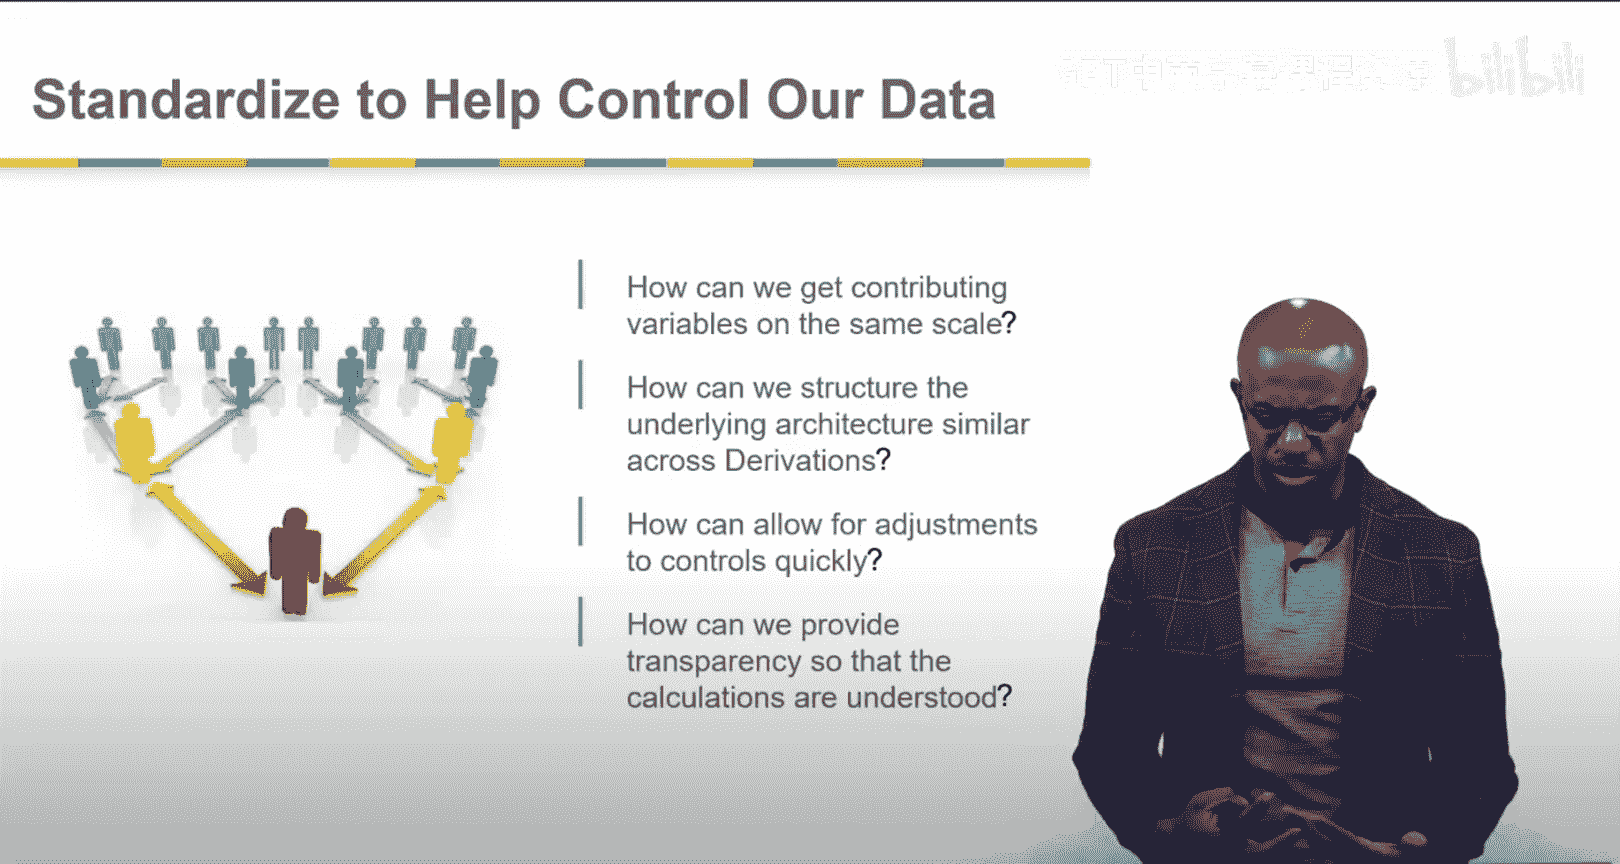 Standardize to Help Control Our Data
bilibili
How can we get contributing
variables on the same scale?
How can we structure the
underlying architecture similar
across Derivations?
How can allow for adjustments
to controls quickly?
How can we provide
transparency so that the
calculations are understood?